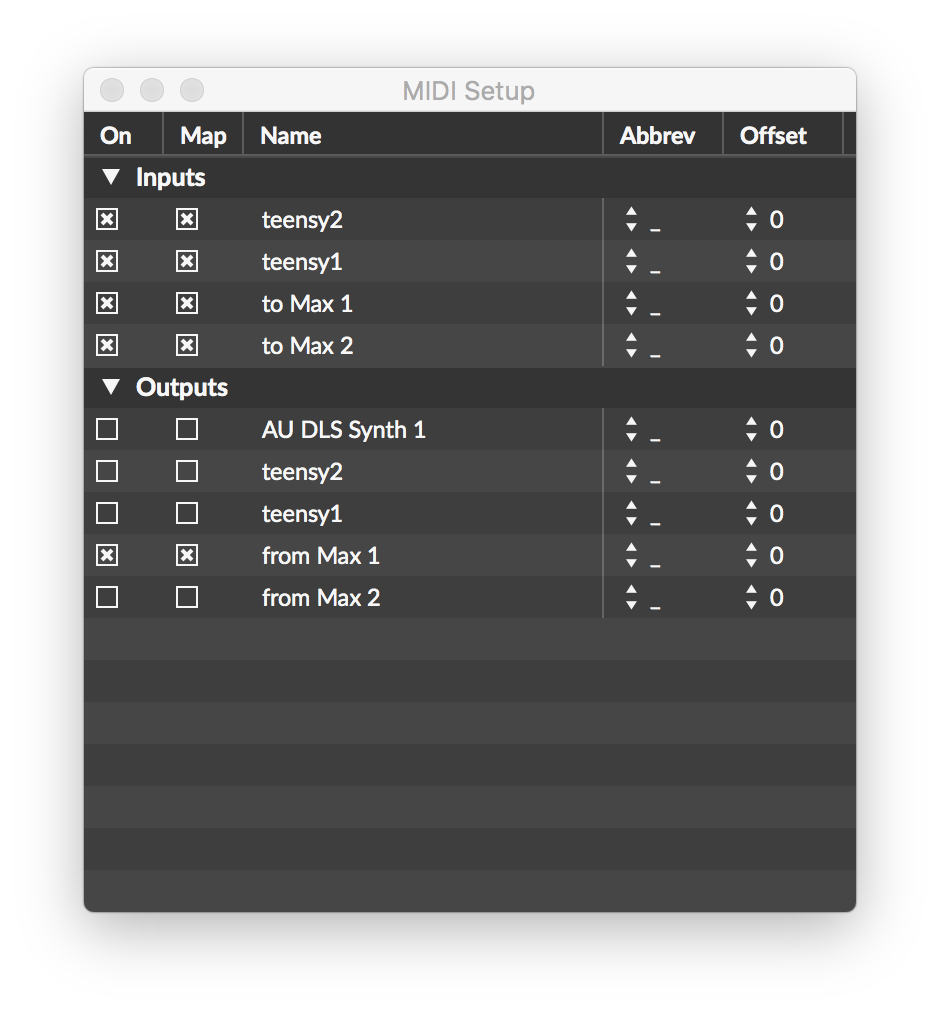 MIDI Setup
On Map Name Abbrev Offset
Inputs
teensy2 _ 0
teensy1 _ 0
to Max 1 _ 0
to Max 2 _ 0
Outputs
AU DLS Synth 1 _ 0
teensy2 _ 0
teensy1 _ 0
from Max 1 _ 0
from Max 2 _ 0